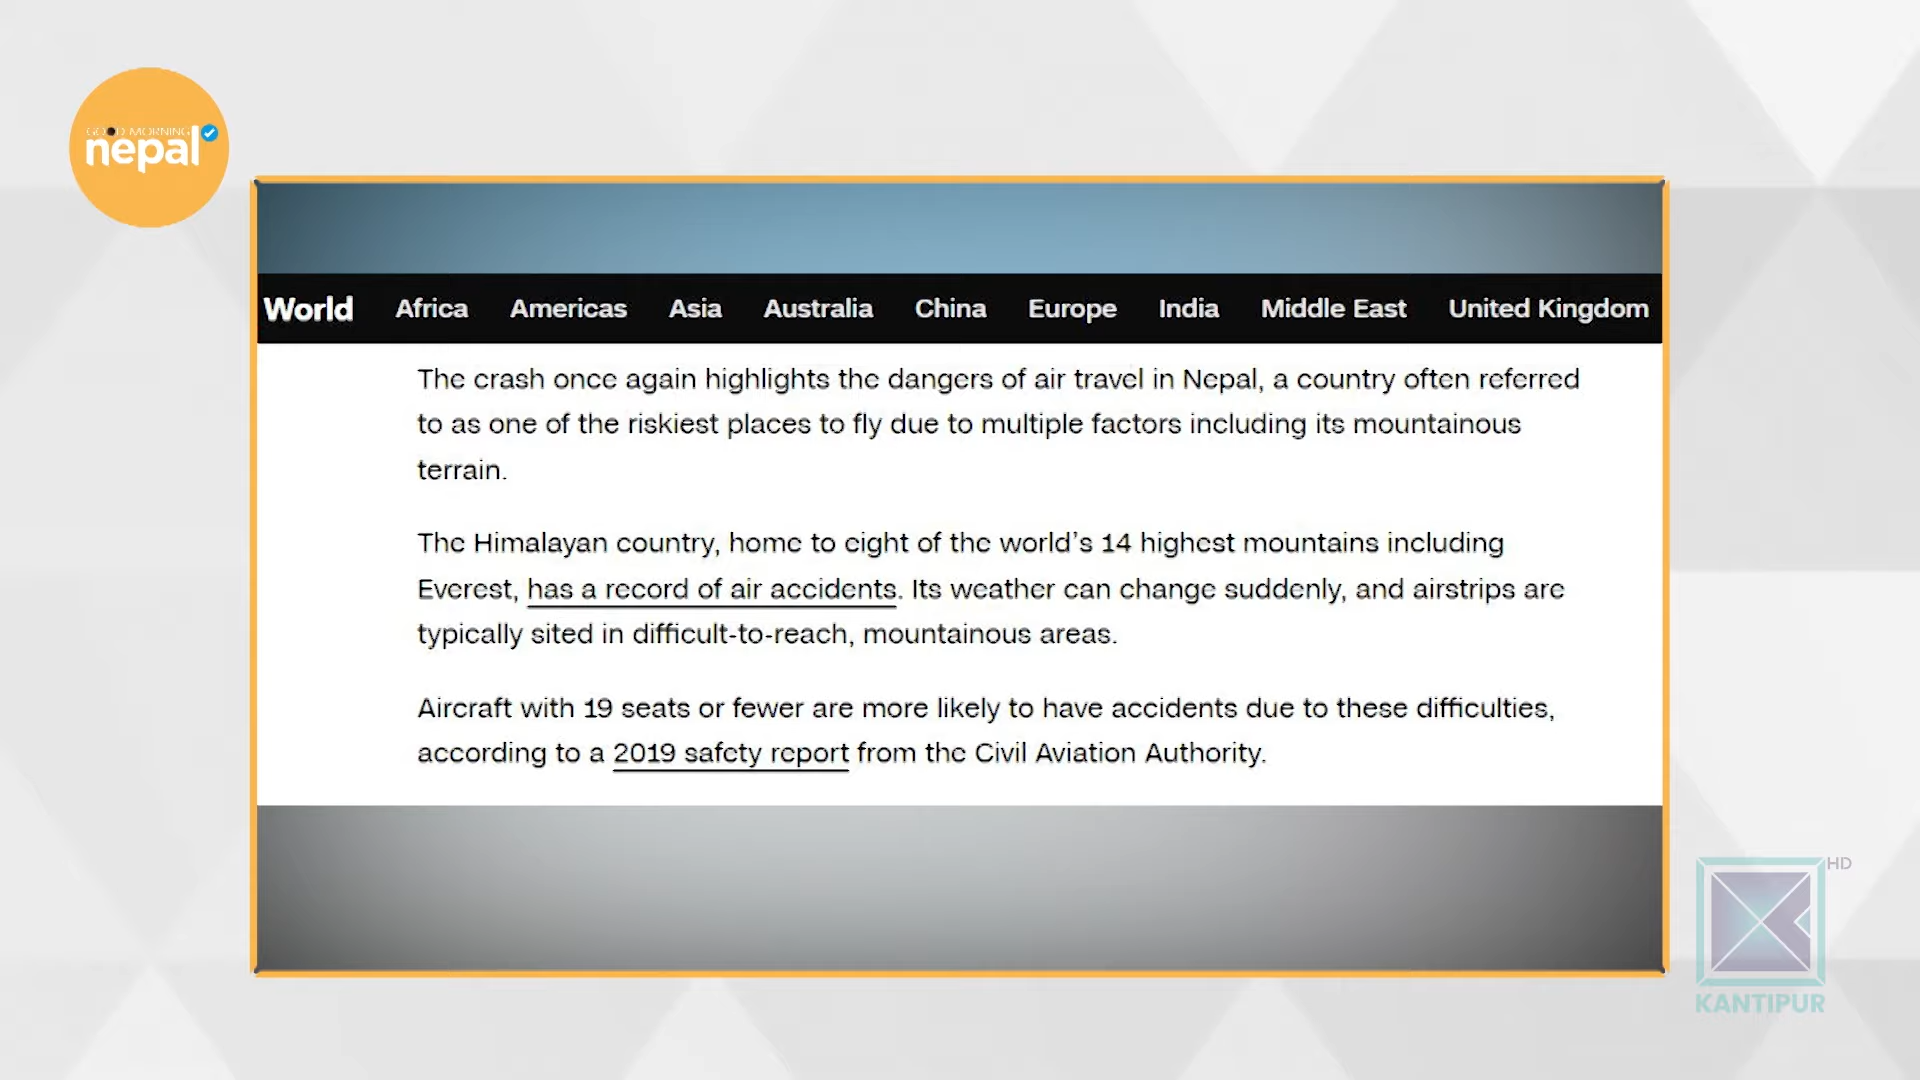 GOOD MORNING
nepal
World Africa Americas Asia Australia China Europe India Middle East United Kingdom
The crash once again highlights the dangers of air travel in Nepal, a country often referred
to as one of the riskiest places to fly due to multiple factors including its mountainous
terrain.
The Himalayan country, home to eight of the world’s 14 highest mountains including
Everest, has a record of air accidents. Its weather can change suddenly, and airstrips are
typically sited in difficult-to-reach, mountainous areas.
Aircraft with 19 seats or fewer are more likely to have accidents due to these difficulties,
according to a 2019 safety report from the Civil Aviation Authority.
HD
KANTIPUR